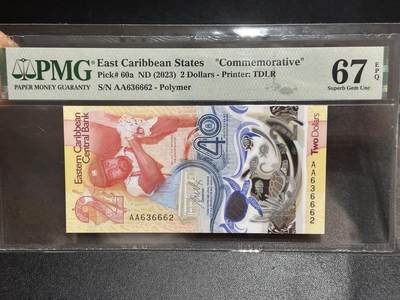 PMG
PAPER MONEY GUARANTY
East Caribbean States "Commemorative"
Pick# 60a ND (2023) 2 Dollars - Printer: TDLR
S/N AA636662 - Polymer
67 EPQ
Superb Gem Unc
Eastern Caribbean
Central Bank
2
40
Two Dollars
AA636662
AA636662